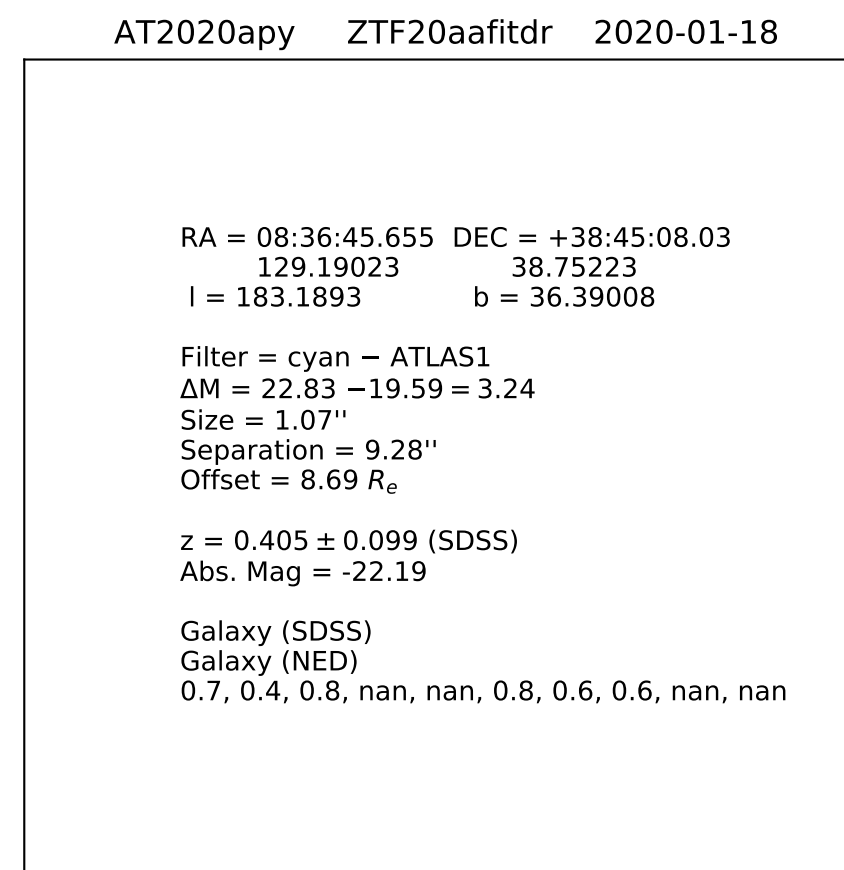 AT2020apy ZTF20aafitdr 2020-01-18
RA = 08:36:45.655 DEC = +38:45:08.03
129.19023 38.75223
l = 183.1893 b = 36.39008
Filter = cyan − ATLAS1
ΔM = 22.83 −19.59 = 3.24
Size = 1.07''
Separation = 9.28''
Offset = 8.69 Rₑ
z = 0.405 ± 0.099 (SDSS)
Abs. Mag = -22.19
Galaxy (SDSS)
Galaxy (NED)
0.7, 0.4, 0.8, nan, nan, 0.8, 0.6, 0.6, nan, nan